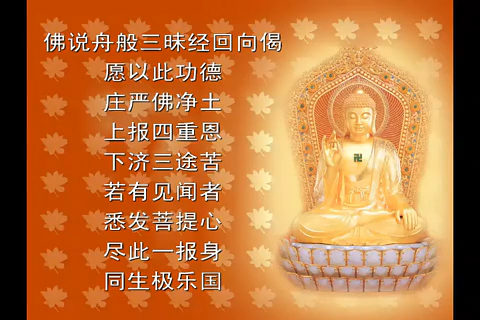 佛说舟般三昧经回向偈
愿以此功德
庄严佛净土
上报四重恩
下济三途苦
若有见闻者
悉发菩提心
尽此一报身
同生极乐国
卍